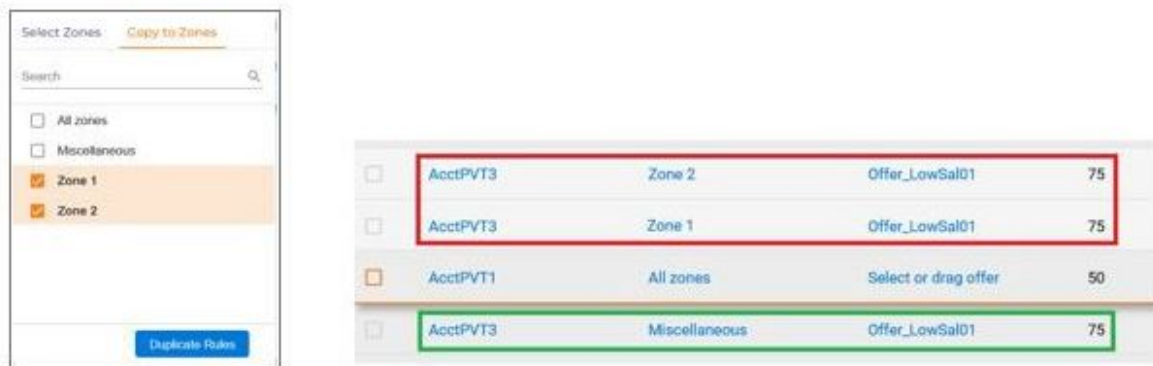 Select Zones Copy to Zones
Search
All zones
Miscellaneous
Zone 1
Zone 2
Duplicate Rules
AcctPVT3 Zone 2 Offer_LowSal01 75
AcctPVT3 Zone 1 Offer_LowSal01 75
AcctPVT1 All zones Select or drag offer 50
AcctPVT3 Miscellaneous Offer_LowSal01 75